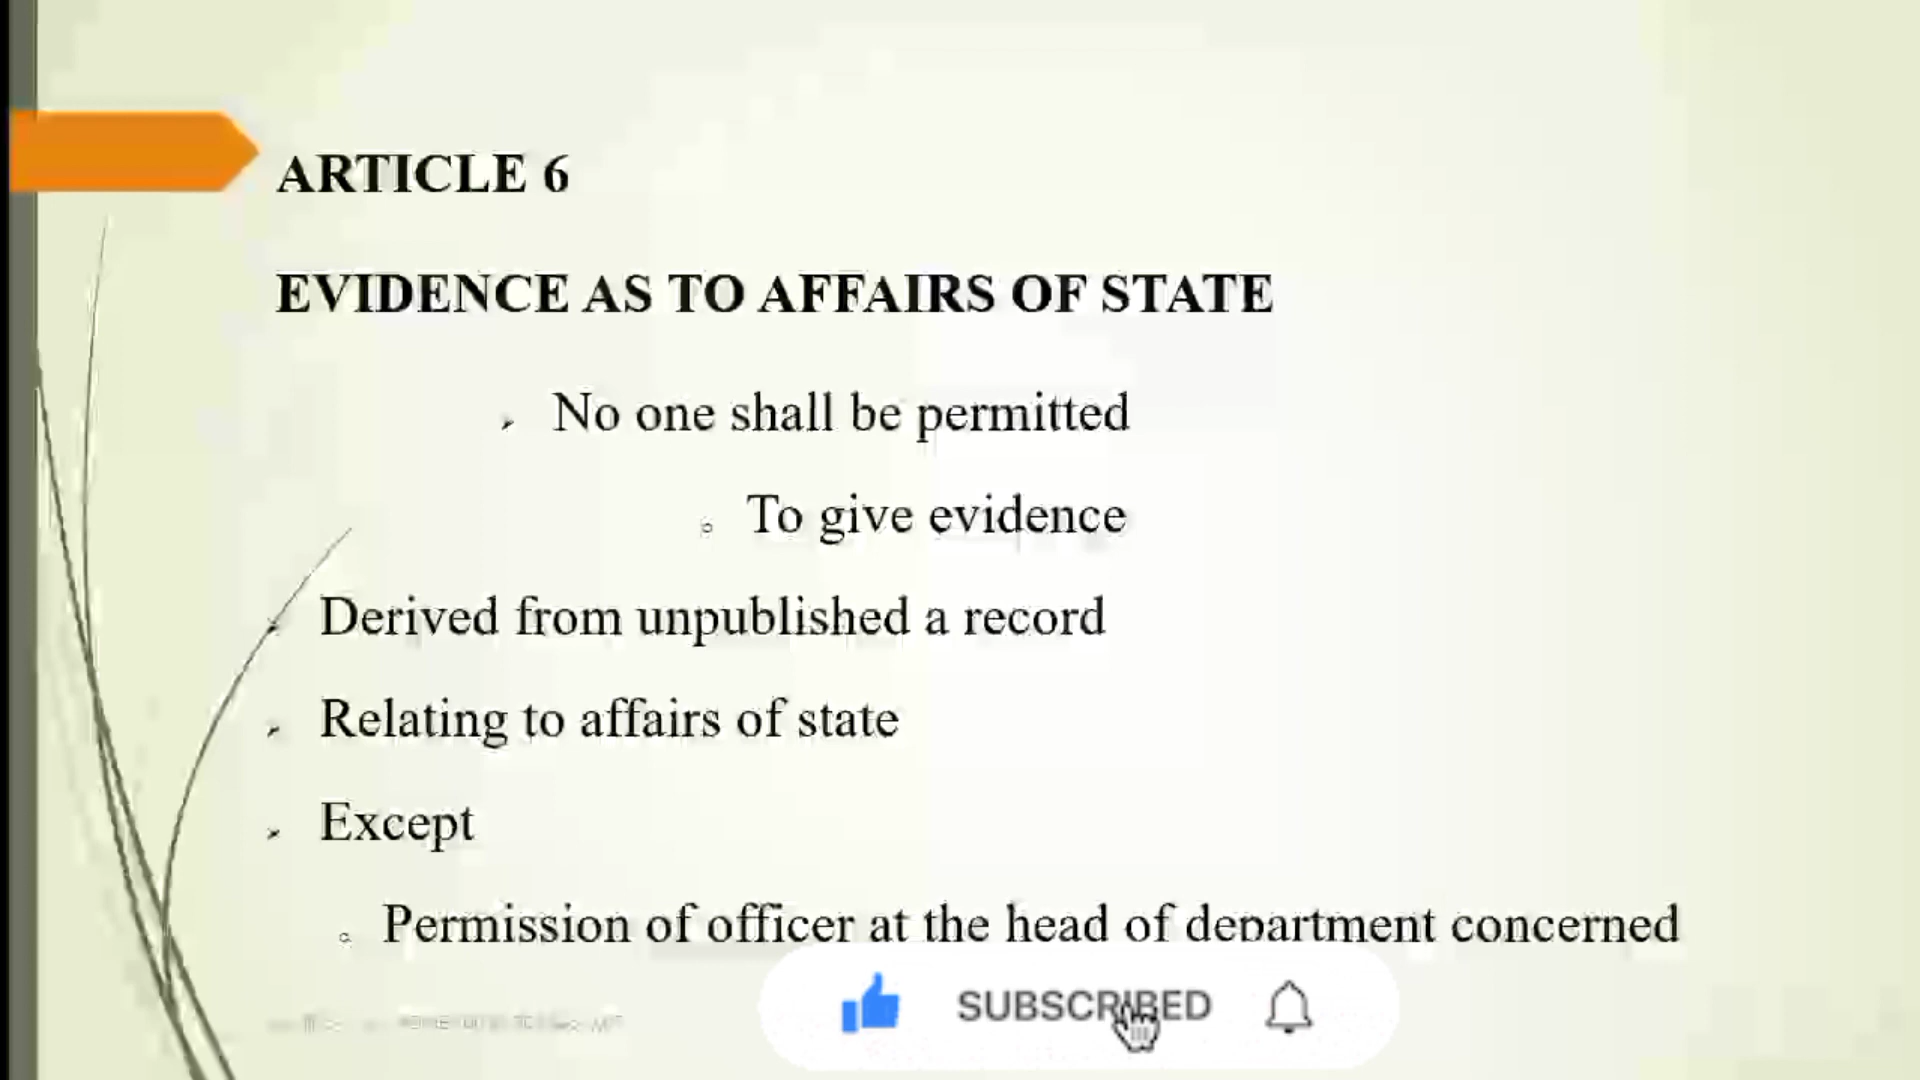 ARTICLE 6
EVIDENCE AS TO AFFAIRS OF STATE
No one shall be permitted
To give evidence
Derived from unpublished a record
Relating to affairs of state
Except
Permission of officer at the head of department concerned
SUBSCRIBED